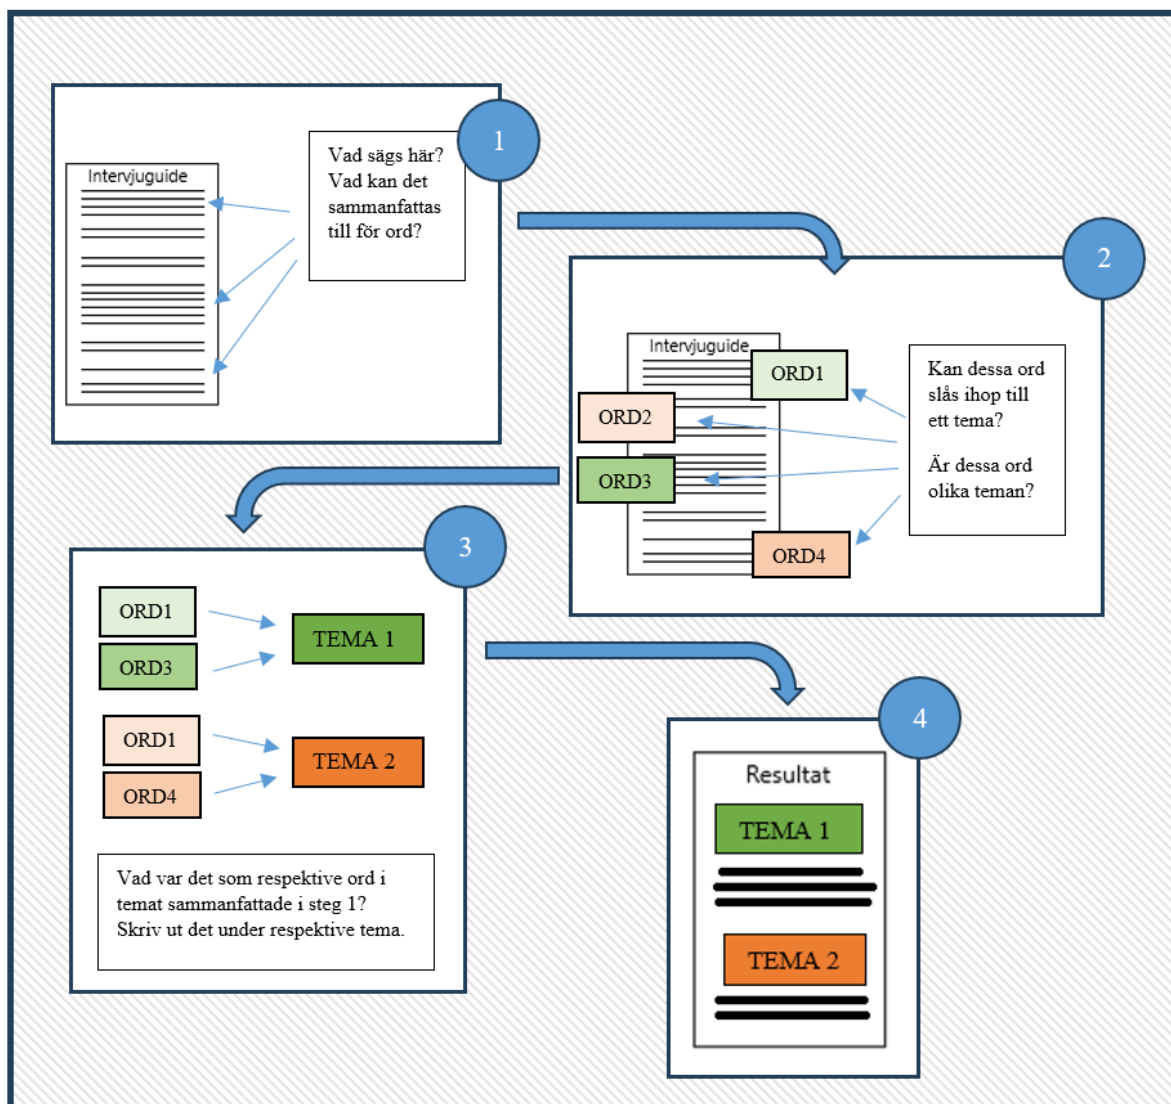 1
Intervjuguide
Vad sägs här?
Vad kan det
sammanfattas
till för ord?
2
Intervjuguide
ORD1
ORD2
ORD3
ORD4
Kan dessa ord
slås ihop till
ett tema?
Är dessa ord
olika teman?
3
ORD1
ORD3
TEMA 1
ORD1
ORD4
TEMA 2
Vad var det som respektive ord i
temat sammanfattade i steg 1?
Skriv ut det under respektive tema.
4
Resultat
TEMA 1
TEMA 2